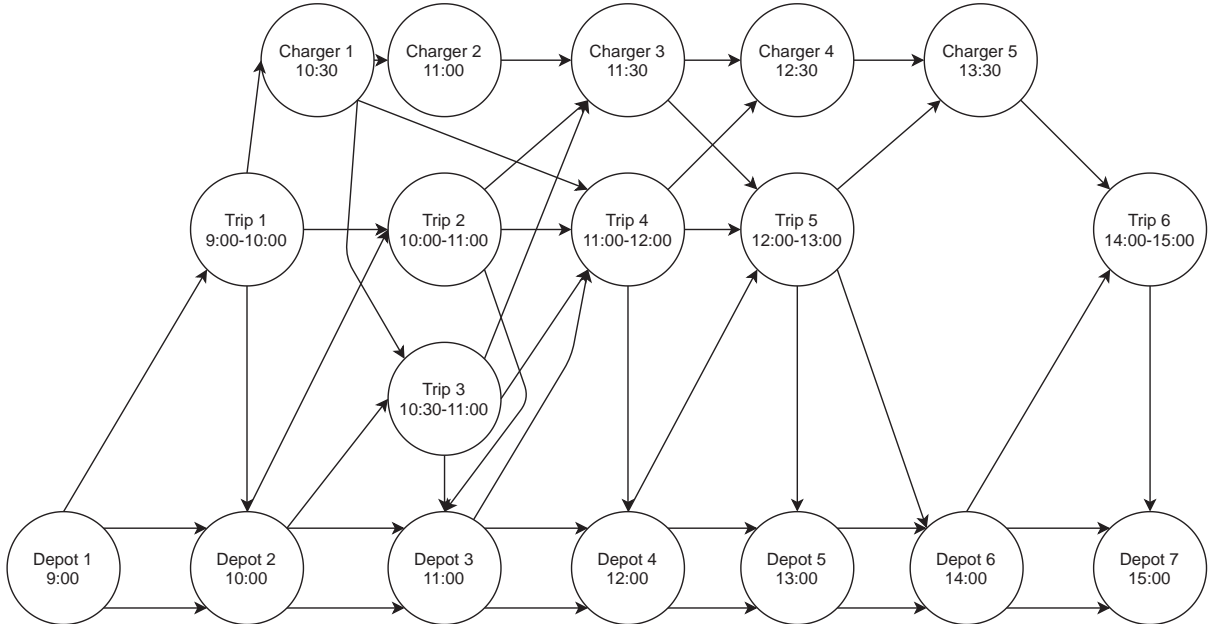 Charger 1
10:30
Charger 2
11:00
Charger 3
11:30
Charger 4
12:30
Charger 5
13:30
Trip 1
9:00-10:00
Trip 2
10:00-11:00
Trip 4
11:00-12:00
Trip 5
12:00-13:00
Trip 6
14:00-15:00
Trip 3
10:30-11:00
Depot 1
9:00
Depot 2
10:00
Depot 3
11:00
Depot 4
12:00
Depot 5
13:00
Depot 6
14:00
Depot 7
15:00